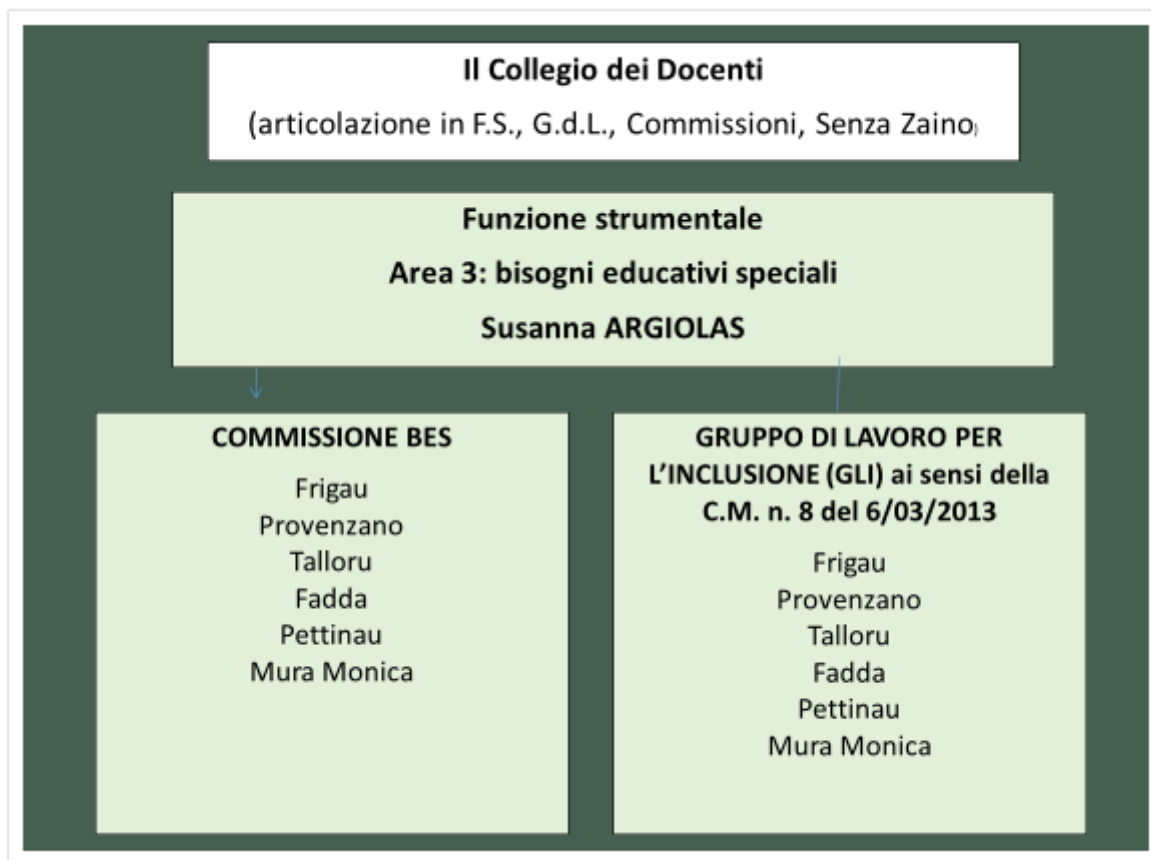 Il Collegio dei Docenti
(articolazione in F.S., G.d.L., Commissioni, Senza Zaino)
Funzione strumentale
Area 3: bisogni educativi speciali
Susanna ARGIOLAS
COMMISSIONE BES
Frigau
Provenzano
Talloru
Fadda
Pettinau
Mura Monica
GRUPPO DI LAVORO PER
L’INCLUSIONE (GLI) ai sensi della
C.M. n. 8 del 6/03/2013
Frigau
Provenzano
Talloru
Fadda
Pettinau
Mura Monica